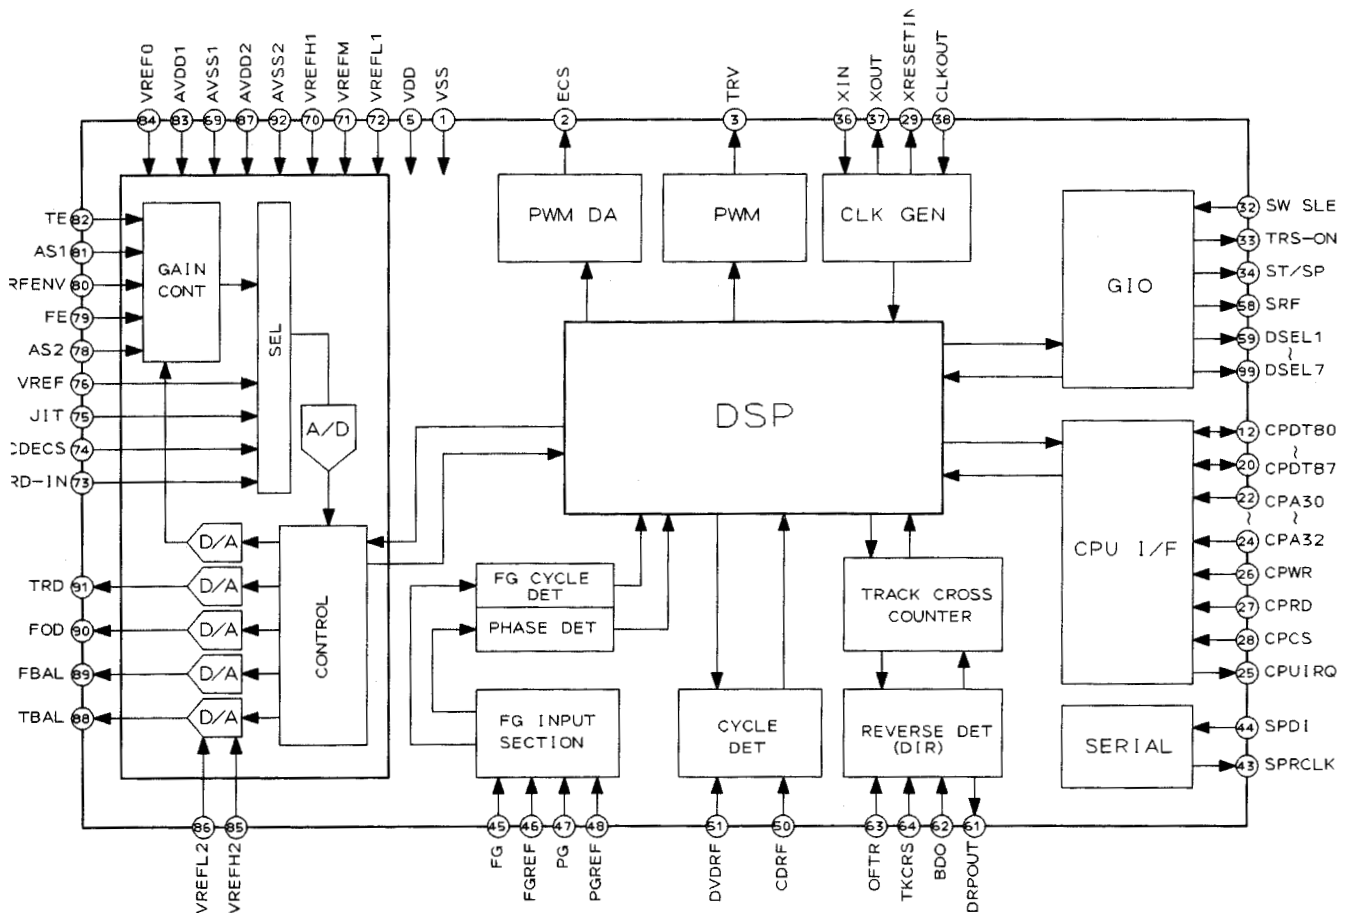 VREF0 AVDD1 AVSS1 AVDD2 AVSS2 VREFH1 VREFM VREFL1 VDD VSS ECS TRV XIN XOUT XRESETIN CLKOUT
84 83 69 87 92 70 71 72 5 1 2 3 36 37 29 38
PWM DA
PWM
CLK GEN
TE 82
AS1 81
RFENV 80
FE 79
AS2 78
VREF 76
JIT 75
CDECS 74
RD-IN 73
GAIN
CONT
SEL
A/D
D/A
D/A
D/A
D/A
D/A
CONTROL
TRD 91
FOD 90
FBAL 89
TBAL 88
DSP
GIO
32 SW SLE
33 TRS-ON
34 ST/SP
58 SRF
59 DSEL1
~
99 DSEL7
CPU I/F
12 CPDT80
~
20 CPDT87
22 CPA30
~ ~
24 CPA32
26 CPWR
27 CPRD
28 CPCS
25 CPUIRQ
SERIAL
44 SPDI
43 SPRCLK
FG CYCLE
DET
PHASE DET
FG INPUT
SECTION
CYCLE
DET
TRACK CROSS
COUNTER
REVERSE DET
(DIR)
86 85 45 46 47 48 51 50 63 64 62 61
VREFL2 VREFH2 FG FGREF PG PGREF DVDRF CDRF OFTR TKCRS BDO DRPOUT